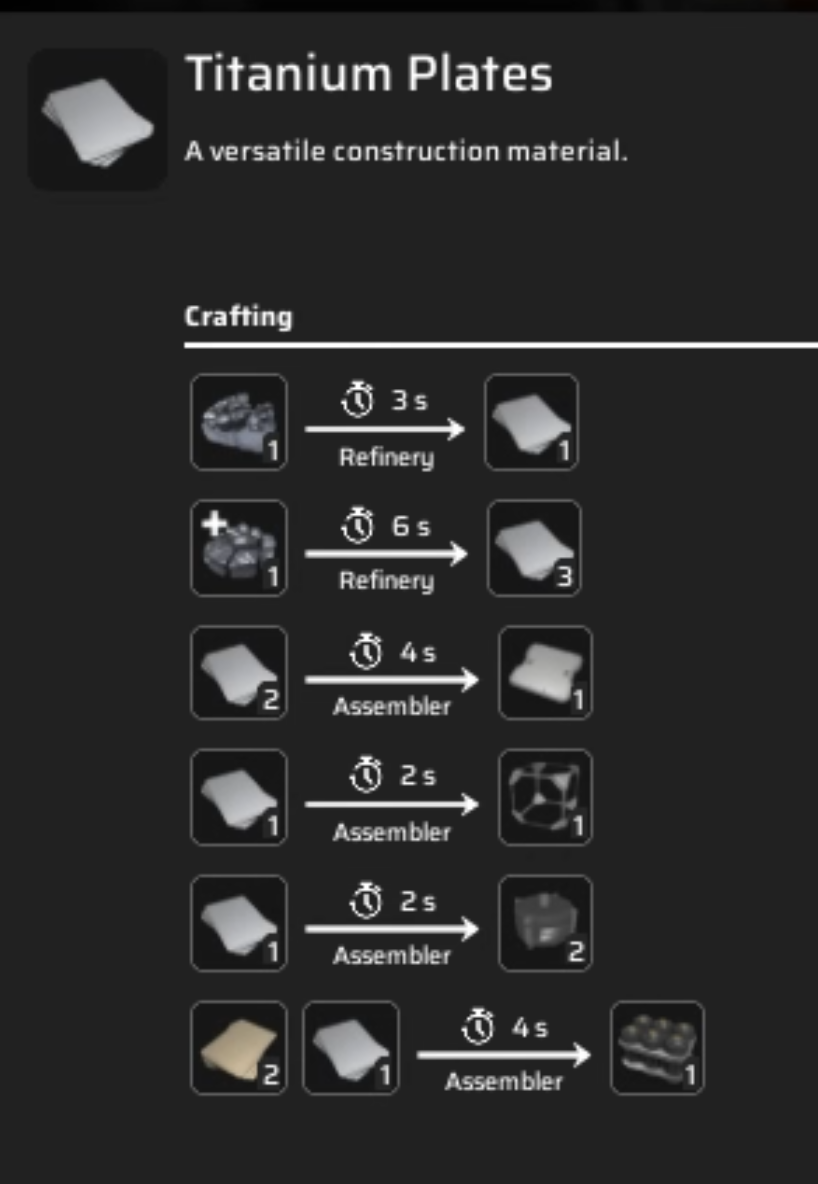 Titanium Plates
A versatile construction material.
Crafting
1 3 s Refinery 1
1 6 s Refinery 3
2 4 s Assembler 1
1 2 s Assembler 1
1 2 s Assembler 2
2 1 4 s Assembler 1